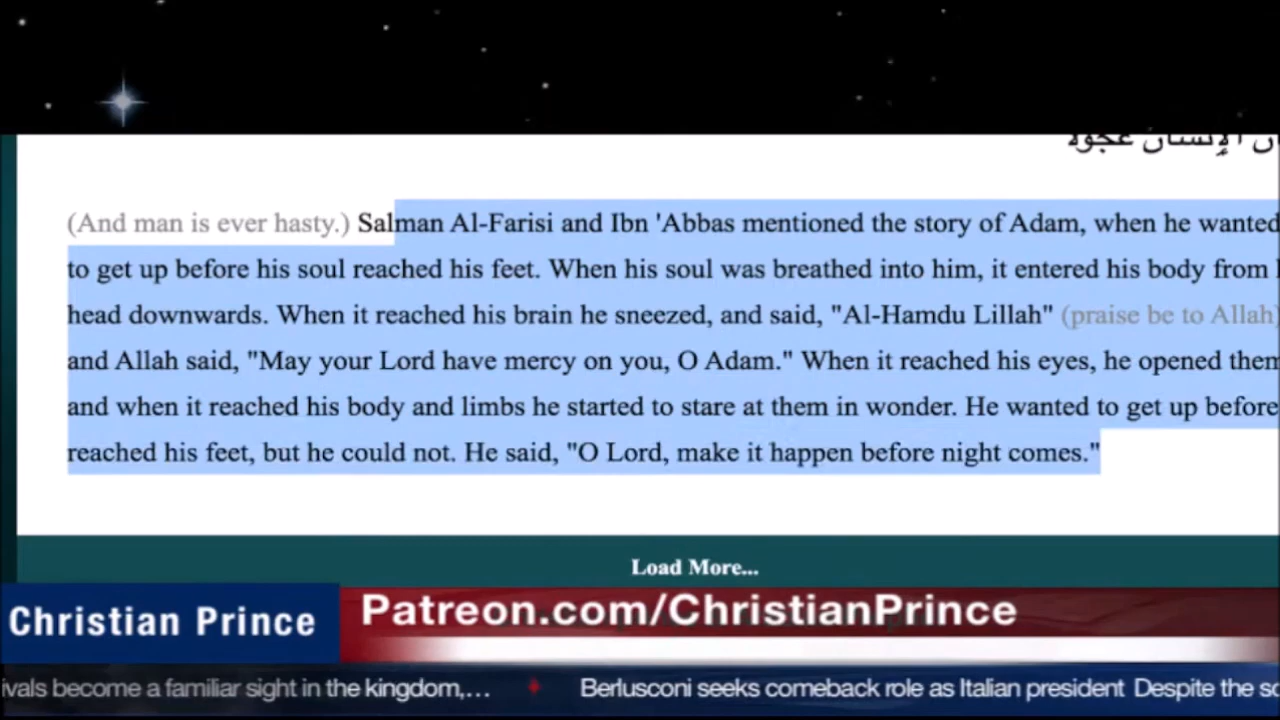 الإنسان عجولا
(And man is ever hasty.) Salman Al-Farisi and Ibn 'Abbas mentioned the story of Adam, when he wanted
to get up before his soul reached his feet. When his soul was breathed into him, it entered his body from
head downwards. When it reached his brain he sneezed, and said, "Al-Hamdu Lillah" (praise be to Allah)
and Allah said, "May your Lord have mercy on you, O Adam." When it reached his eyes, he opened them
and when it reached his body and limbs he started to stare at them in wonder. He wanted to get up before
reached his feet, but he could not. He said, "O Lord, make it happen before night comes."
Load More...
Christian Prince
Patreon.com/ChristianPrince
ivals become a familiar sight in the kingdom,... Berlusconi seeks comeback role as Italian president Despite the